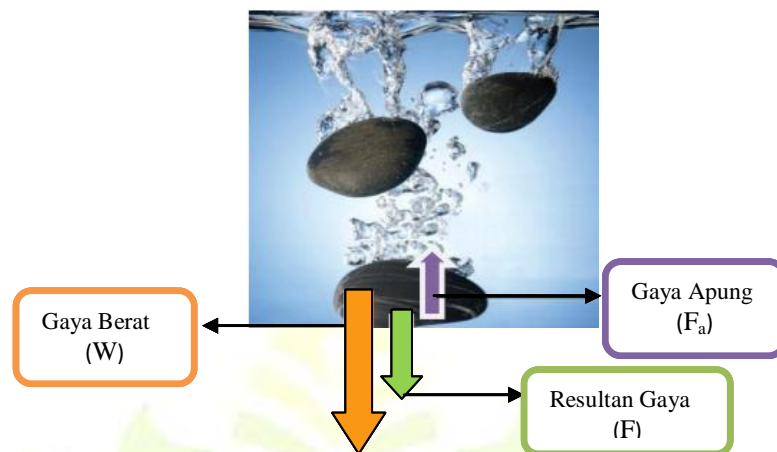 Gaya Berat
(W)
Gaya Apung
(Fₐ)
Resultan Gaya
(F)